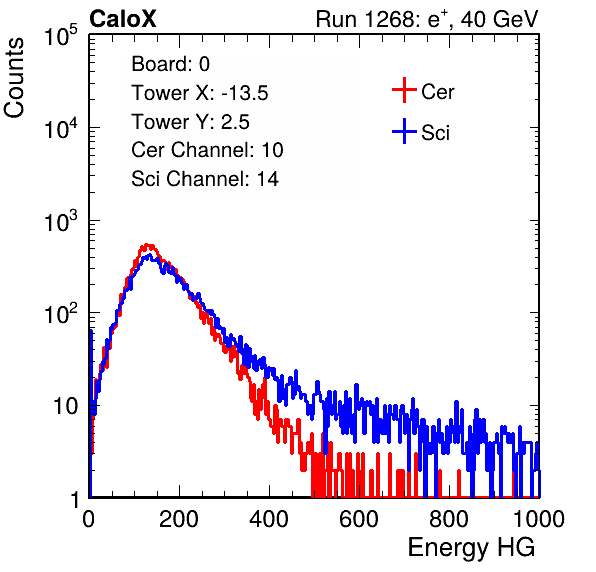 CaloX Run 1268: e⁺, 40 GeV
Counts
10⁵
10⁴
10³
10²
10
1
Board: 0
Tower X: -13.5
Tower Y: 2.5
Cer Channel: 10
Sci Channel: 14
Cer
Sci
0 200 400 600 800 1000
Energy HG